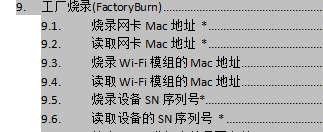 9. 工厂烧录(FactoryBurn)
9.1. 烧录网卡 Mac 地址 *
9.2. 读取网卡 Mac 地址 *
9.3. 烧录 Wi-Fi 模组的 Mac 地址
9.4. 读取 Wi-Fi 模组的 Mac 地址
9.5. 烧录设备 SN 序列号*
9.6. 读取设备的 SN 序列号 *